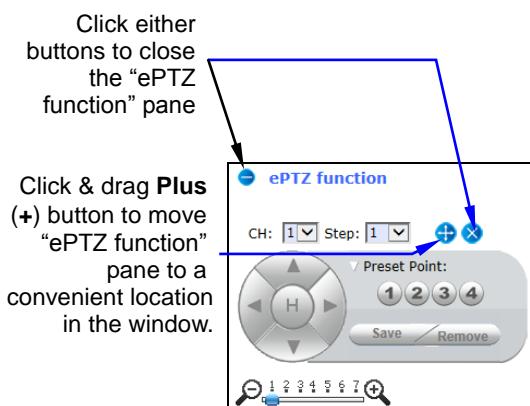 Click either
buttons to close
the “ePTZ
function” pane
Click & drag Plus
(+) button to move
“ePTZ function”
pane to a
convenient location
in the window.
ePTZ function
CH: 1 Step: 1
Preset Point:
H
1 2 3 4
Save Remove
1 2 3 4 5 6 7